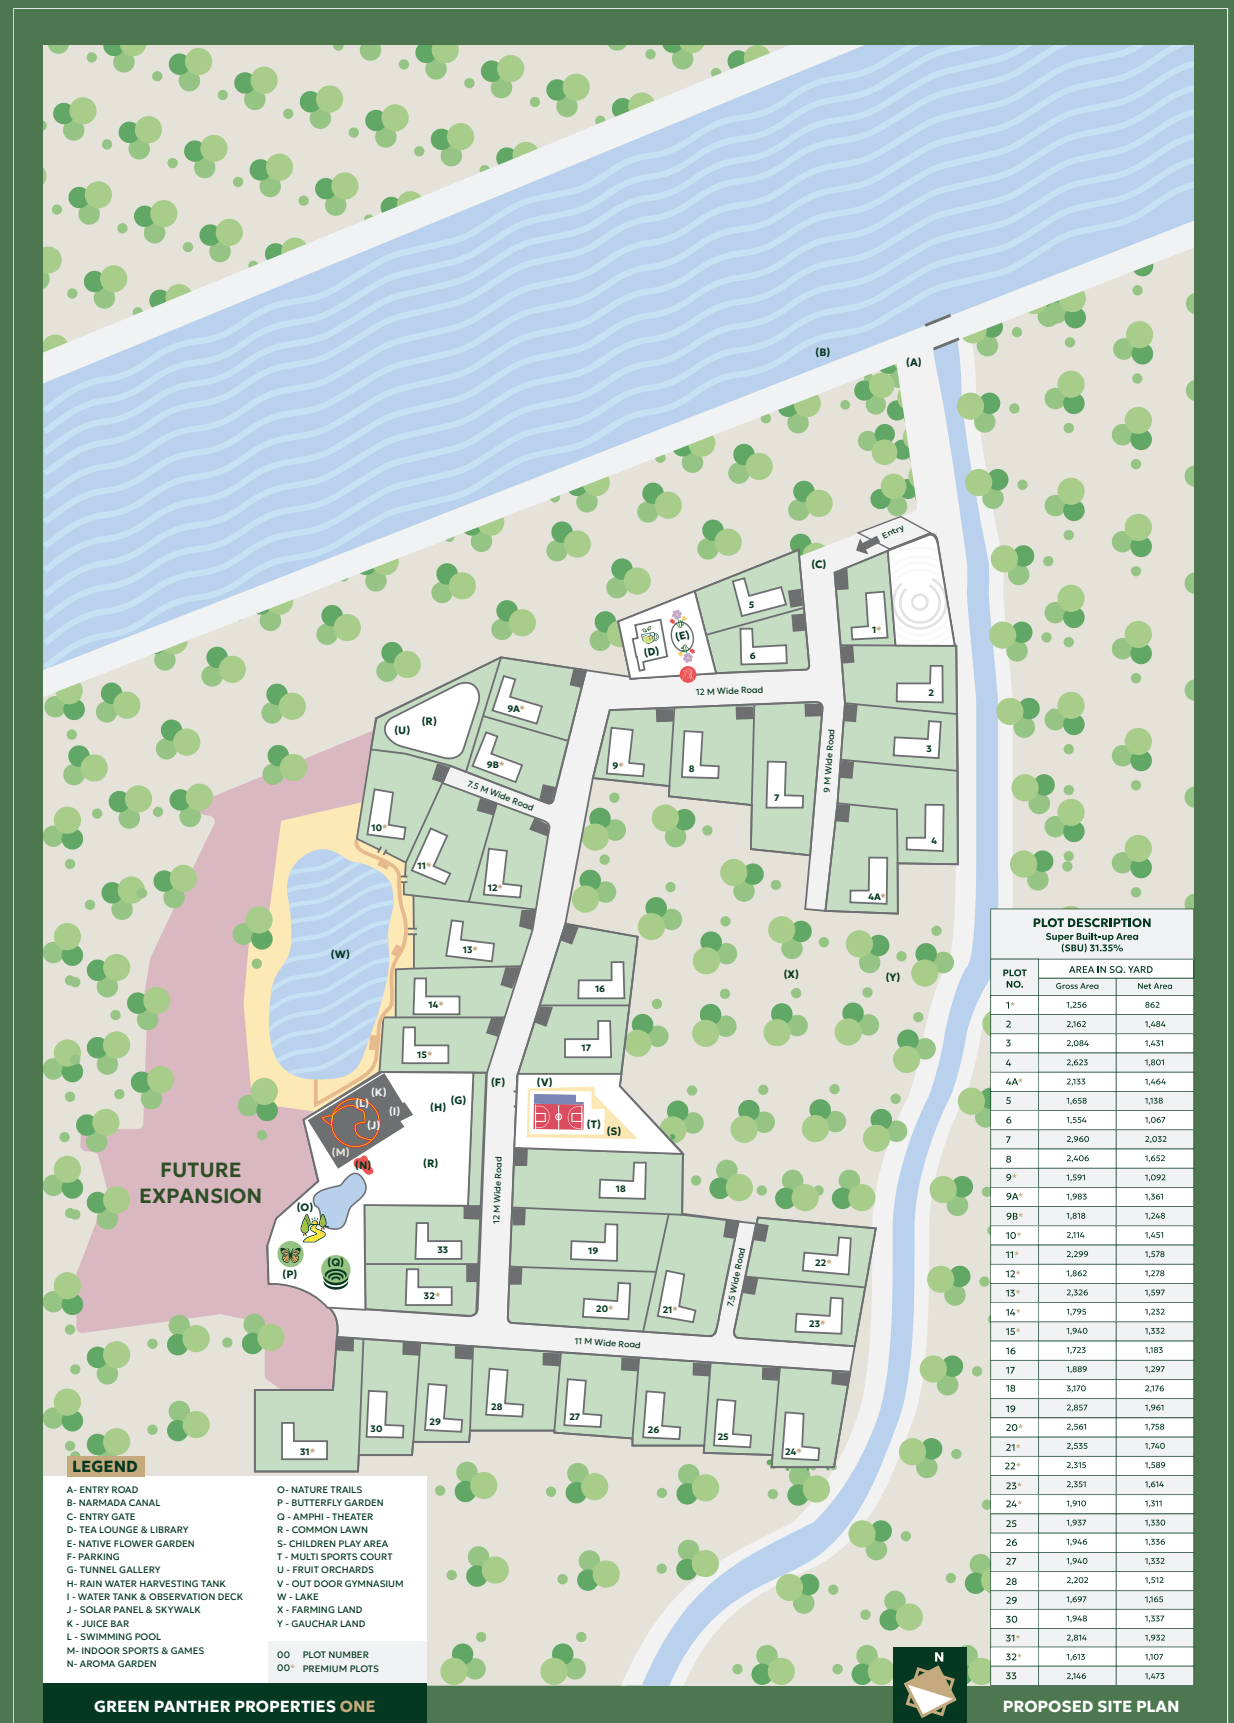 (B)
(A)
Entry
(C)
5
1*
(E)
(D)
6
12 M Wide Road
2
9A*
(R)
(U)
3
9B*
9*
8
9 M Wide Road
7
7.5 M Wide Road
10*
4
11*
12*
4A*
13*
(W)
(X)
(Y)
16
14*
17
15*
(F)
(V)
(K)
(L)
(I)
(H)
(G)
(J)
(T)
(S)
(M)
(N)
(R)
FUTURE
EXPANSION
12 M Wide Road
18
(O)
33
19
22*
(Q)
(P)
7.5 Wide Road
32*
20*
21*
23*
11 M Wide Road
28
27
29
30
26
25
31*
24*
PLOT DESCRIPTION
Super Built-up Area
(SBU) 31.35%
PLOT NO. AREA IN SQ. YARD
Gross Area Net Area
1* 1,256 862
2 2,162 1,484
3 2,084 1,431
4 2,623 1,801
4A* 2,133 1,464
5 1,658 1,138
6 1,554 1,067
7 2,960 2,032
8 2,406 1,652
9* 1,591 1,092
9A* 1,983 1,361
9B* 1,818 1,248
10* 2,114 1,451
11* 2,299 1,578
12* 1,862 1,278
13* 2,326 1,597
14* 1,795 1,232
15* 1,940 1,332
16 1,723 1,183
17 1,889 1,297
18 3,170 2,176
19 2,857 1,961
20* 2,561 1,758
21* 2,535 1,740
22* 2,315 1,589
23* 2,351 1,614
24* 1,910 1,311
25 1,937 1,330
26 1,946 1,336
27 1,940 1,332
28 2,202 1,512
29 1,697 1,165
30 1,948 1,337
31* 2,814 1,932
32* 1,613 1,107
33 2,146 1,473
LEGEND
A- ENTRY ROAD
B- NARMADA CANAL
C- ENTRY GATE
D- TEA LOUNGE & LIBRARY
E- NATIVE FLOWER GARDEN
F- PARKING
G- TUNNEL GALLERY
H- RAIN WATER HARVESTING TANK
I - WATER TANK & OBSERVATION DECK
J - SOLAR PANEL & SKYWALK
K - JUICE BAR
L - SWIMMING POOL
M- INDOOR SPORTS & GAMES
N- AROMA GARDEN
O- NATURE TRAILS
P - BUTTERFLY GARDEN
Q - AMPHI - THEATER
R - COMMON LAWN
S- CHILDREN PLAY AREA
T - MULTI SPORTS COURT
U - FRUIT ORCHARDS
V - OUT DOOR GYMNASIUM
W - LAKE
X - FARMING LAND
Y - GAUCHAR LAND
00 PLOT NUMBER
00* PREMIUM PLOTS
GREEN PANTHER PROPERTIES ONE
N
PROPOSED SITE PLAN